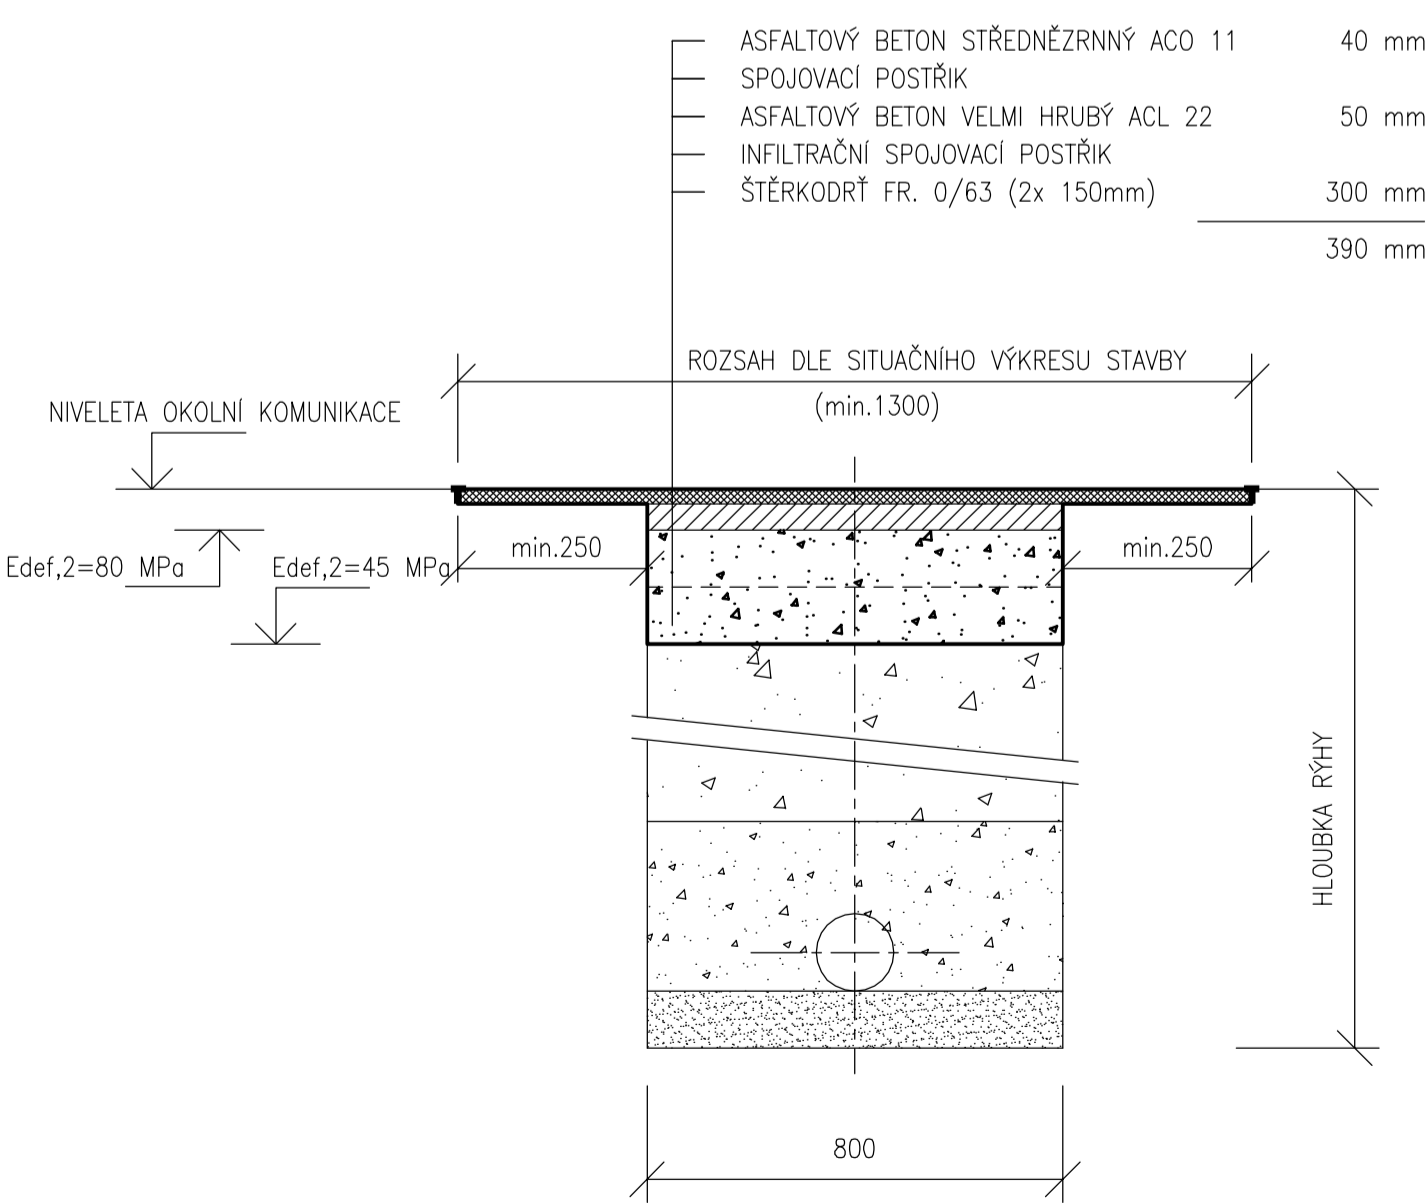 ASFALTOVÝ BETON STŘEDNĚZRNNÝ ACO 11 40 mm
SPOJOVACÍ POSTŘIK
ASFALTOVÝ BETON VELMI HRUBÝ ACL 22 50 mm
INFILTRAČNÍ SPOJOVACÍ POSTŘIK
ŠTĚRKODRŤ FR. 0/63 (2x 150mm) 300 mm
390 mm
ROZSAH DLE SITUAČNÍHO VÝKRESU STAVBY
(min.1300)
NIVELETA OKOLNÍ KOMUNIKACE
Edef,2=80 MPa
Edef,2=45 MPa
min.250
min.250
HLOUBKA RÝHY
800